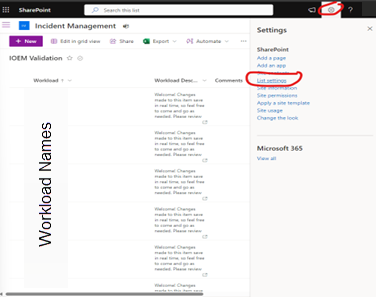 SharePoint
Search this list
?
Incident Management
+ New
Edit in grid view
Share
Export
Automate
...
IOEM Validation
Workload ↑
Workload Desc...
Comments
Welcome! Changes
made to this item save
in real time, so feel free
to come and go as
needed. Please review
Welcome! Changes
made to this item save
in real time, so feel free
to come and go as
needed. Please review
Welcome! Changes
made to this item save
in real time, so feel free
to come and go as
needed. Please review
Welcome! Changes
made to this item save
in real time, so feel free
to come and go as
needed. Please review
Welcome! Changes
made to this item save
in real time, so feel free
to come and go as
needed. Please review
Welcome! Changes
made to this item save
in real time, so feel free
to come and go as
Workload Names
Settings
SharePoint
Add a page
Add an app
List settings
Site information
Site permissions
Apply a site template
Site usage
Change the look
Microsoft 365
View all